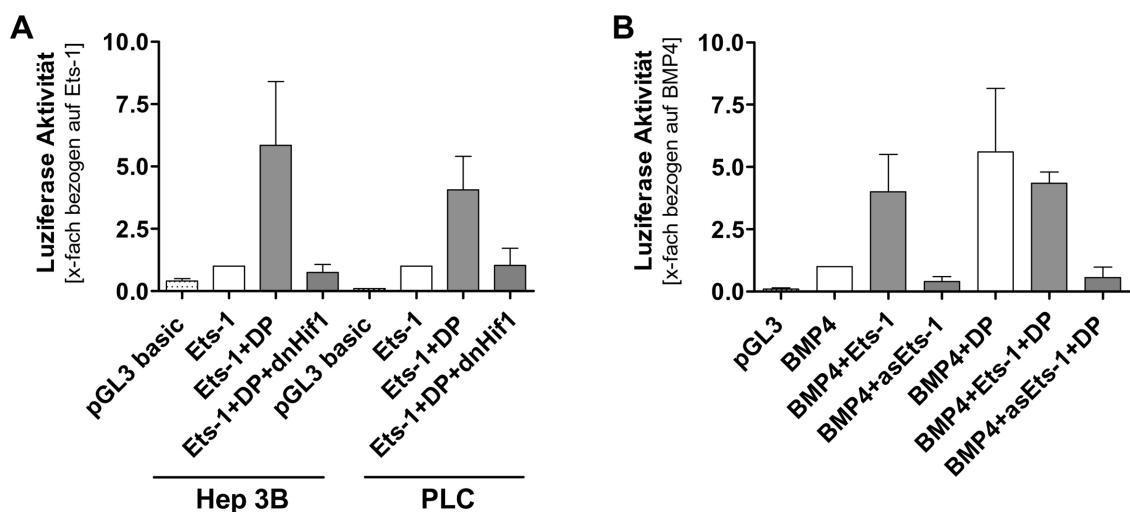 A
Luziferase Aktivität
[x-fach bezogen auf Ets-1]
10.0
7.5
5.0
2.5
0.0
pGL3 basic
Ets-1
Ets-1+DP
Ets-1+DP+dnHif1
pGL3 basic
Ets-1
Ets-1+DP
Ets-1+DP+dnHif1
Hep 3B
PLC
B
Luziferase Aktivität
[x-fach bezogen auf BMP4]
10.0
7.5
5.0
2.5
0.0
pGL3
BMP4
BMP4+Ets-1
BMP4+asEts-1
BMP4+DP
BMP4+Ets-1+DP
BMP4+asEts-1+DP